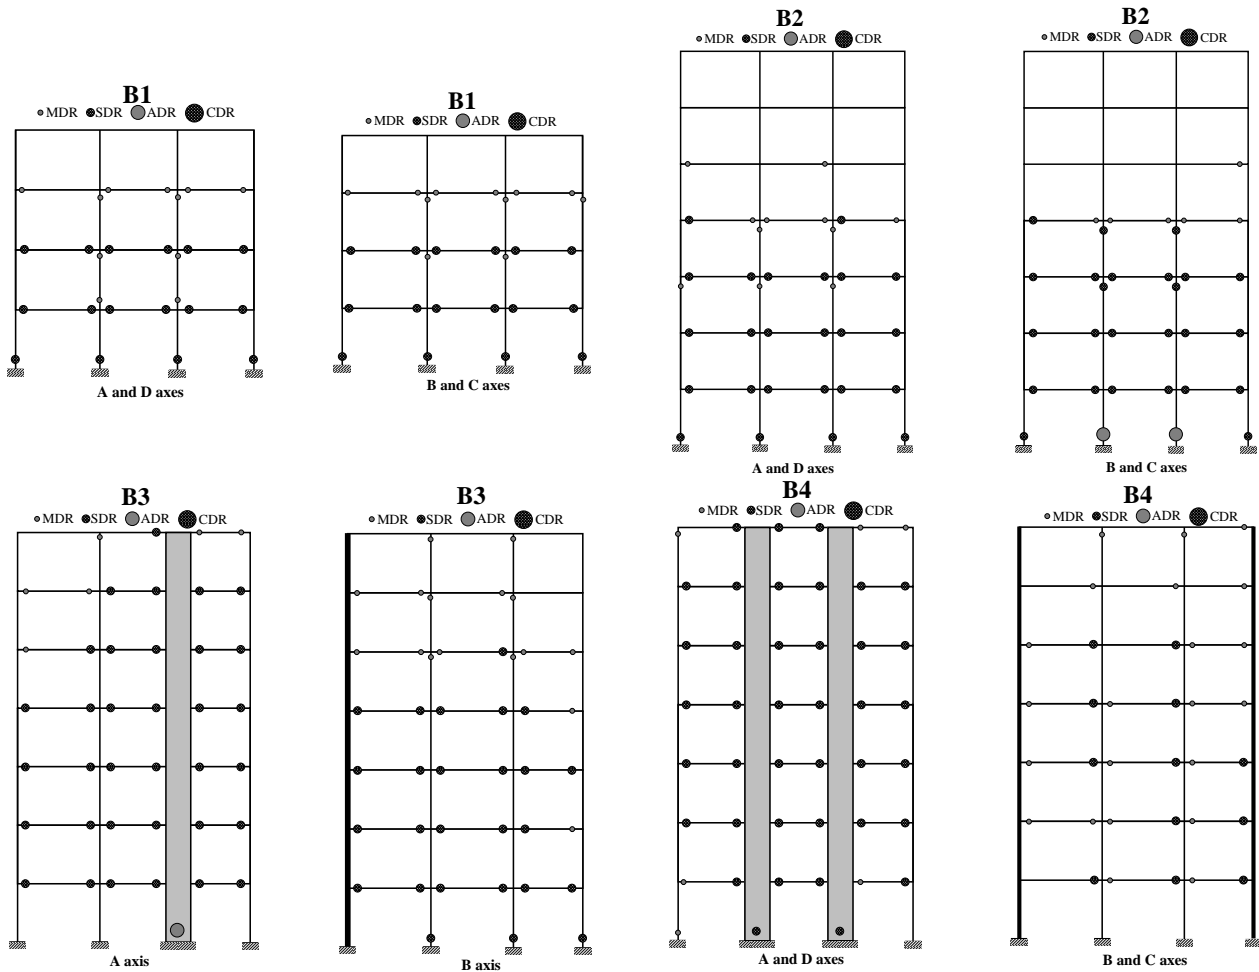 B1
MDR SDR ADR CDR
A and D axes
B1
MDR SDR ADR CDR
B and C axes
B2
MDR SDR ADR CDR
A and D axes
B2
MDR SDR ADR CDR
B and C axes
B3
MDR SDR ADR CDR
A axis
B3
MDR SDR ADR CDR
B axis
B4
MDR SDR ADR CDR
A and D axes
B4
MDR SDR ADR CDR
B and C axes